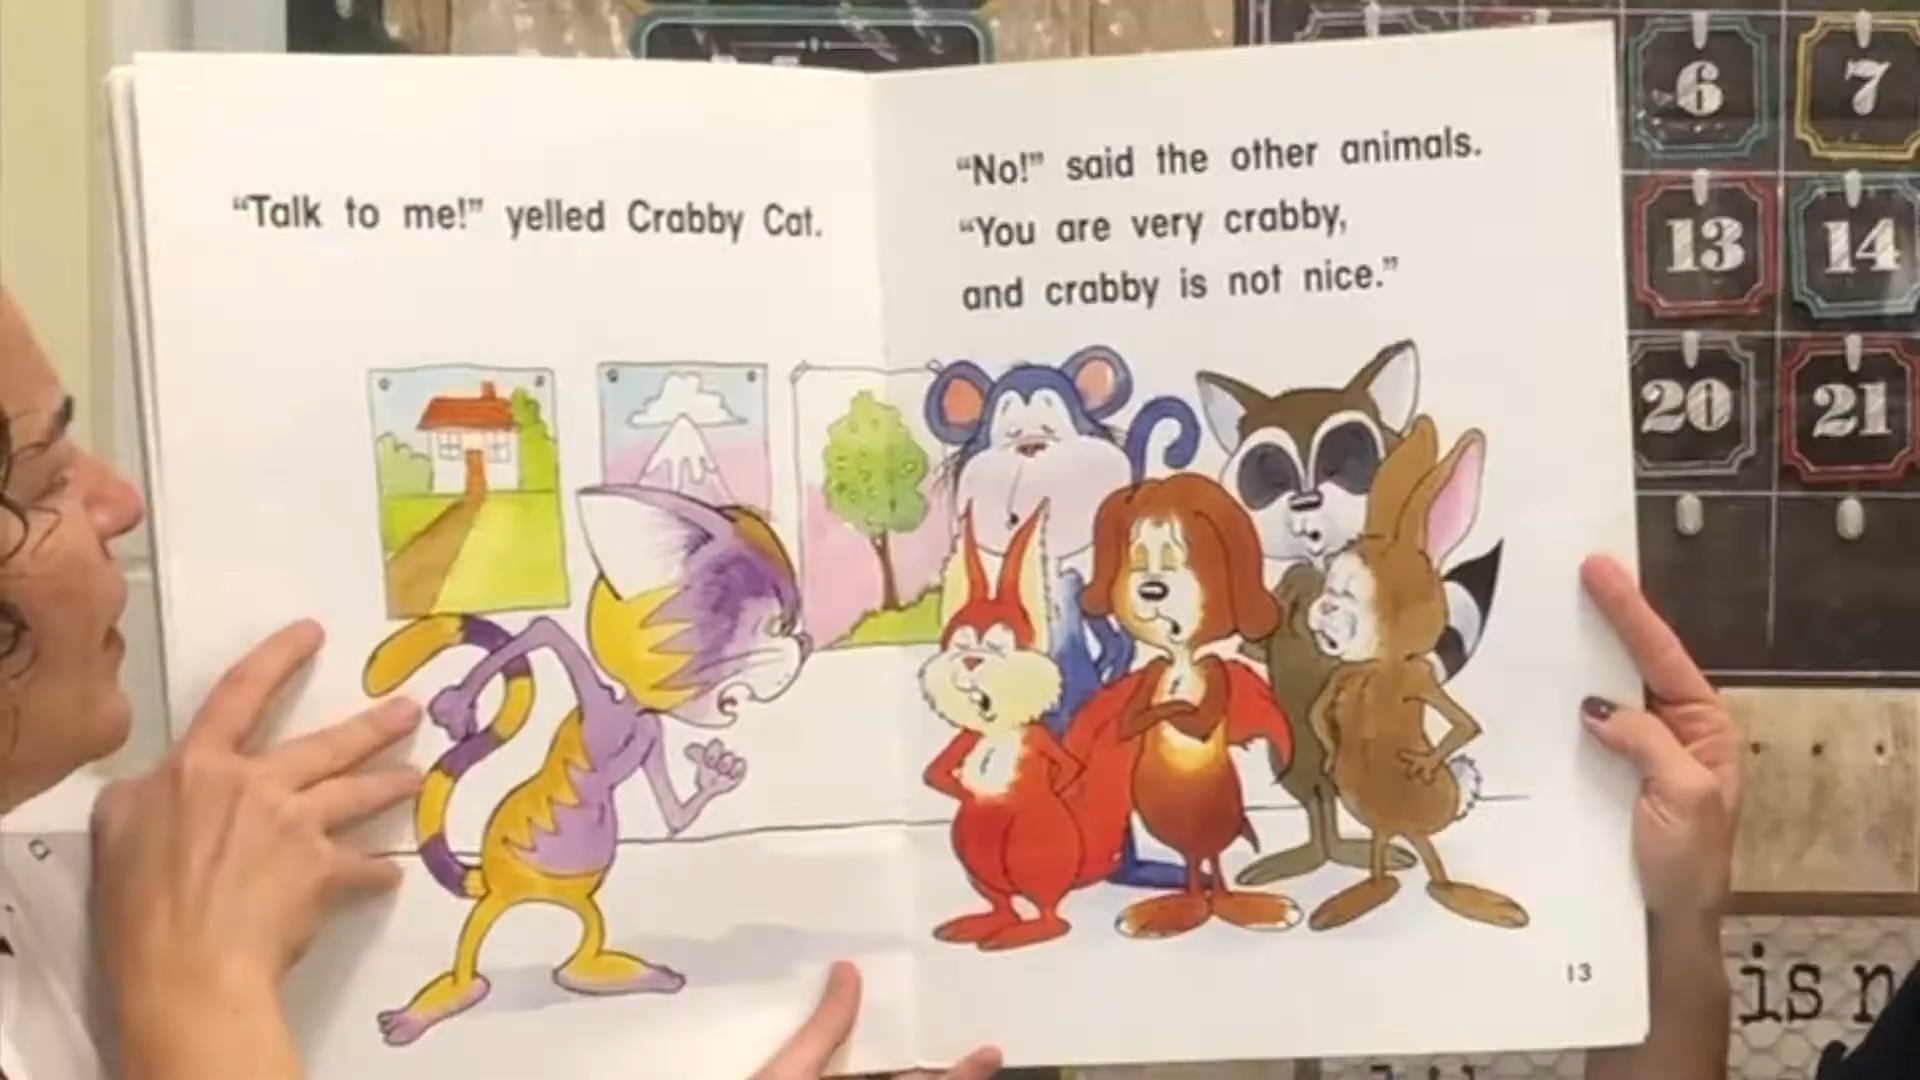 “Talk to me!” yelled Crabby Cat.
“No!” said the other animals.
“You are very crabby,
and crabby is not nice.”
13
6
7
13
14
20
21
is n